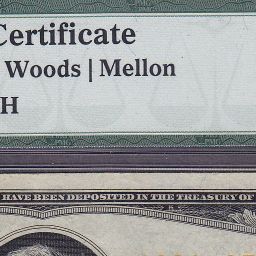 Certificate
Woods | Mellon
H
HAVE BEEN DEPOSITED IN THE TREASURY OF